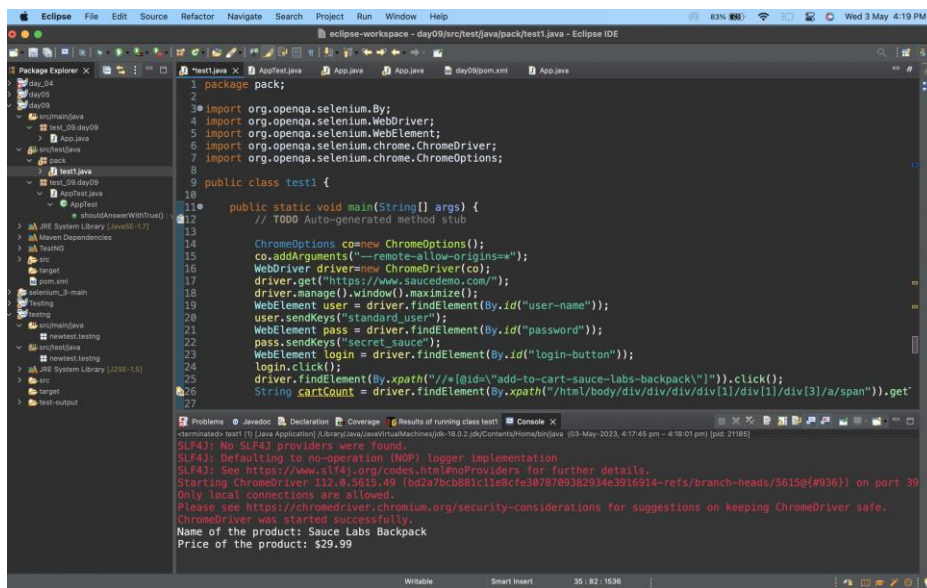 Eclipse File Edit Source Refactor Navigate Search Project Run Window Help 83% Wed 3 May 4:19 PM
eclipse-workspace - day09/src/test/java/pack/test1.java - Eclipse IDE
Package Explorer
*test1.java AppTest.java App.java App.java day09/pom.xml App.java
day_04
day05
day09
src/main/java
test_09.day09
App.java
src/test/java
pack
test1.java
test_09.day09
AppTest.java
AppTest
shouldAnswerWithTrue() :
JRE System Library [JavaSE-1.7]
Maven Dependencies
TestNG
src
target
pom.xml
selenium_3-main
Testing
testng
src/main/java
newtest.testng
src/test/java
newtest.testng
JRE System Library [J2SE-1.5]
src
target
test-output
1 package pack;
2
3 import org.openqa.selenium.By;
4 import org.openqa.selenium.WebDriver;
5 import org.openqa.selenium.WebElement;
6 import org.openqa.selenium.chrome.ChromeDriver;
7 import org.openqa.selenium.chrome.ChromeOptions;
8
9 public class test1 {
10
11 public static void main(String[] args) {
12 // TODO Auto-generated method stub
13
14 ChromeOptions co=new ChromeOptions();
15 co.addArguments("--remote-allow-origins=*");
16 WebDriver driver=new ChromeDriver(co);
17 driver.get("https://www.saucedemo.com/");
18 driver.manage().window().maximize();
19 WebElement user = driver.findElement(By.id("user-name"));
20 user.sendKeys("standard_user");
21 WebElement pass = driver.findElement(By.id("password"));
22 pass.sendKeys("secret_sauce");
23 WebElement login = driver.findElement(By.id("login-button"));
24 login.click();
25 driver.findElement(By.xpath("//*[@id=\"add-to-cart-sauce-labs-backpack\"]")).click();
26 String cartCount = driver.findElement(By.xpath("/html/body/div/div/div/div[1]/div[1]/div[3]/a/span")).get
27
Problems Javadoc Declaration Coverage Results of running class test1 Console
<terminated> test1 (1) [Java Application] /Library/Java/JavaVirtualMachines/jdk-18.0.2.jdk/Contents/Home/bin/java (03-May-2023, 4:17:45 pm – 4:18:01 pm) [pid: 21185]
SLF4J: No SLF4J providers were found.
SLF4J: Defaulting to no-operation (NOP) logger implementation
SLF4J: See https://www.slf4j.org/codes.html#noProviders for further details.
Starting ChromeDriver 112.0.5615.49 (bd2a7bcb881c11e8cfe3078709382934e3916914-refs/branch-heads/5615@{#936}) on port 39
Only local connections are allowed.
Please see https://chromedriver.chromium.org/security-considerations for suggestions on keeping ChromeDriver safe.
ChromeDriver was started successfully.
Name of the product: Sauce Labs Backpack
Price of the product: $29.99
Writable Smart Insert 35 : 82 : 1536